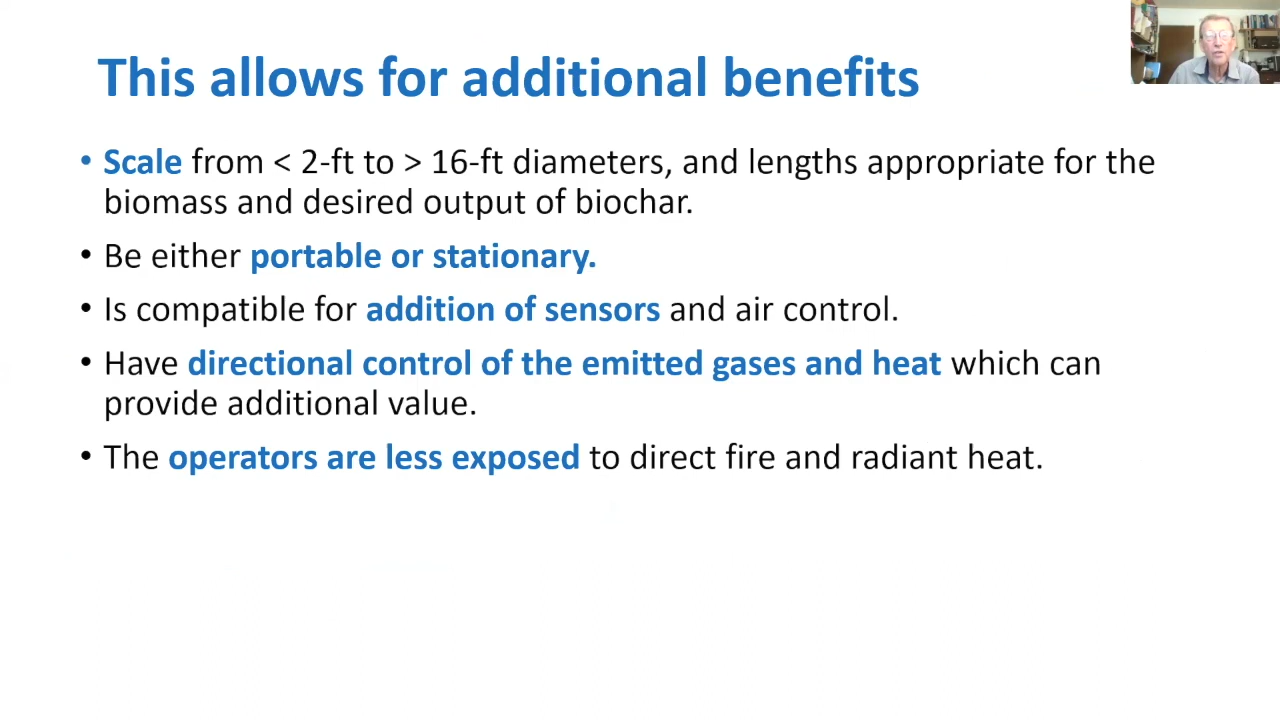 This allows for additional benefits
• Scale from < 2-ft to > 16-ft diameters, and lengths appropriate for the
biomass and desired output of biochar.
• Be either portable or stationary.
• Is compatible for addition of sensors and air control.
• Have directional control of the emitted gases and heat which can
provide additional value.
• The operators are less exposed to direct fire and radiant heat.